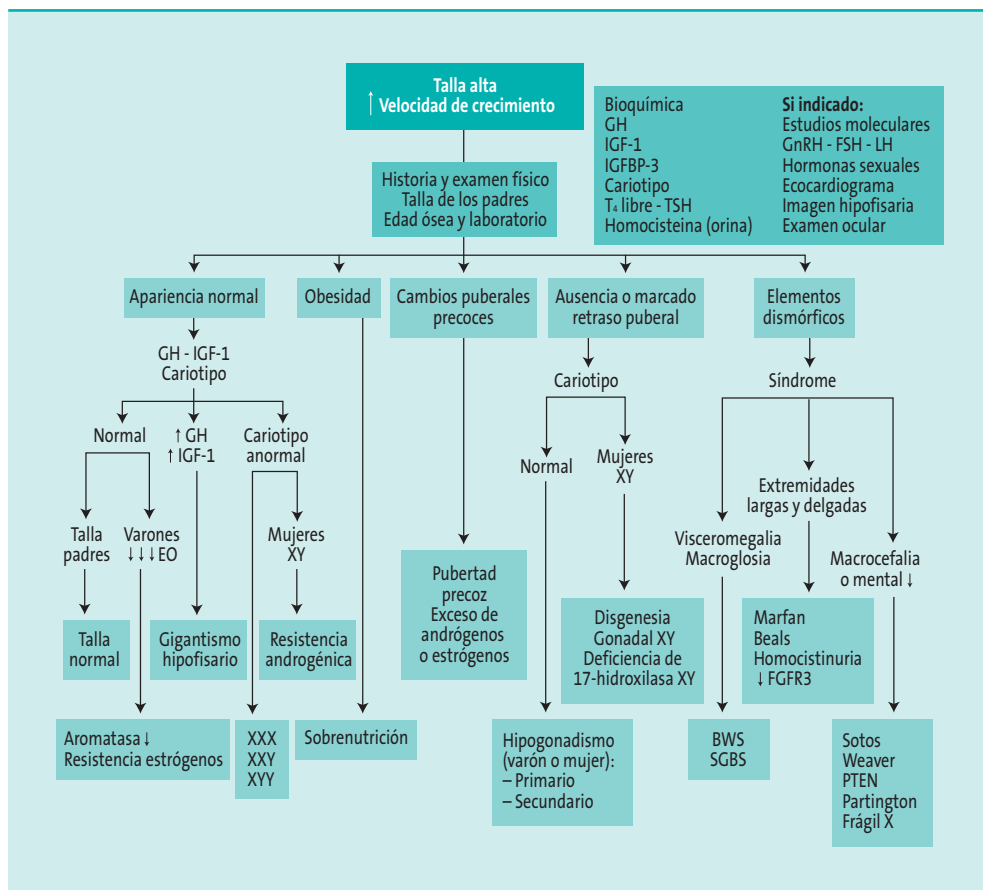 Talla alta
↑ Velocidad de crecimiento
Bioquímica
GH
IGF-1
IGFBP-3
Cariotipo
T₄ libre - TSH
Homocisteina (orina)
Si indicado:
Estudios moleculares
GnRH - FSH - LH
Hormonas sexuales
Ecocardiograma
Imagen hipofisaria
Examen ocular
Historia y examen físico
Talla de los padres
Edad ósea y laboratorio
Apariencia normal
Obesidad
Cambios puberales
precoces
Ausencia o marcado
retraso puberal
Elementos
dismórficos
GH - IGF-1
Cariotipo
Cariotipo
Síndrome
Normal
↑ GH
↑ IGF-1
Cariotipo
anormal
Normal
Mujeres
XY
Extremidades
largas y delgadas
Talla
padres
Varones
↓ ↓ ↓ EO
Mujeres
XY
Visceromegalia
Macroglosia
Macrocefalia
o mental ↓
Talla
normal
Gigantismo
hipofisario
Resistencia
androgénica
Pubertad
precoz
Exceso de
andrógenos
o estrógenos
Disgenesia
Gonadal XY
Deficiencia de
17-hidroxilasa XY
Marfan
Beals
Homocistinuria
↓ FGFR3
Aromatasa ↓
Resistencia estrógenos
XXX
XXY
XYY
Sobrenutrición
Hipogonadismo
(varón o mujer):
– Primario
– Secundario
BWS
SGBS
Sotos
Weaver
PTEN
Partington
Frágil X